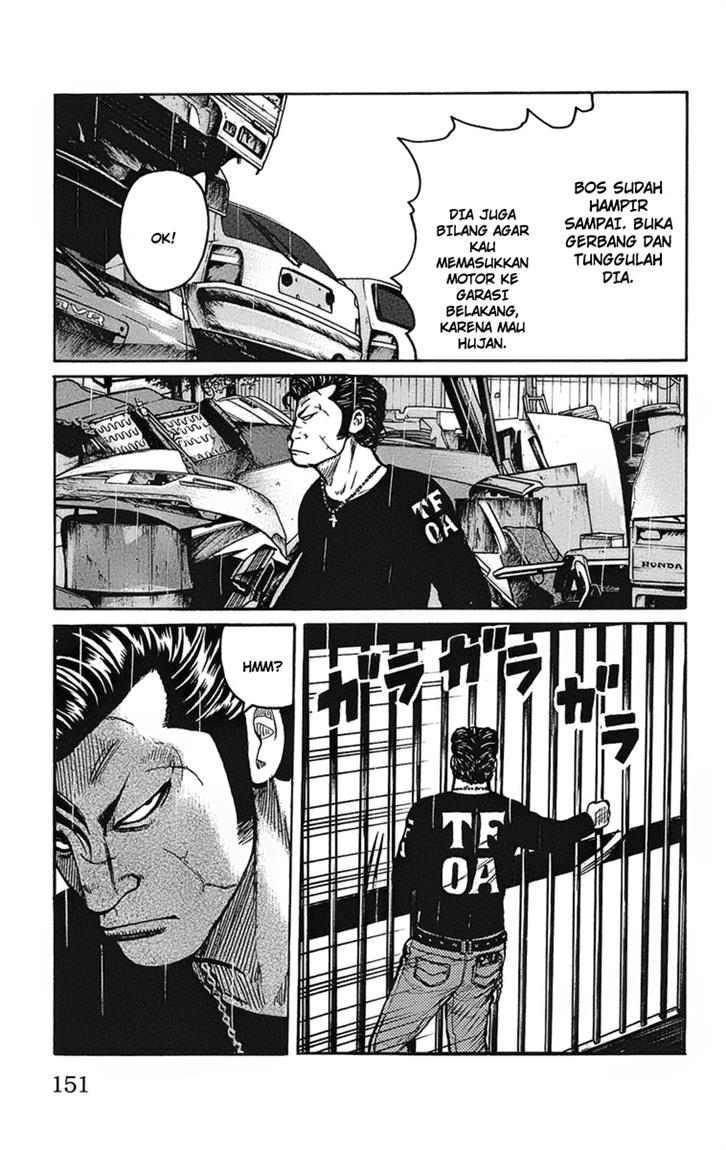 BOS SUDAH
HAMPIR
SAMPAI. BUKA
GERBANG DAN
TUNGGULAH
DIA.
DIA JUGA
BILANG AGAR
KAU
MEMASUKKAN
MOTOR KE
GARASI
BELAKANG,
KARENA MAU
HUJAN.
OK!
TF
OA
HONDA
ガラガラ
ガラ
TF
OA
HMM?
151